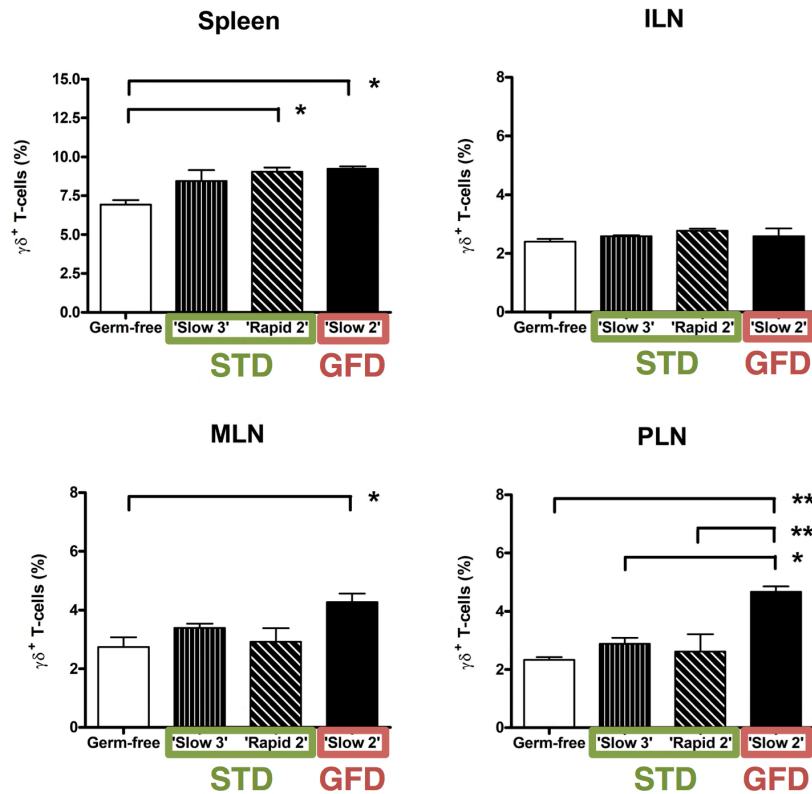 Spleen
γδ+ T-cells (%)
15.0
12.5
10.0
7.5
5.0
2.5
0.0
*
*
Germ-free 'Slow 3' 'Rapid 2' 'Slow 2'
STD GFD
ILN
γδ+ T-cells (%)
8
6
4
2
0
Germ-free 'Slow 3' 'Rapid 2' 'Slow 2'
STD GFD
MLN
γδ+ T-cells (%)
8
6
4
2
0
*
Germ-free 'Slow 3' 'Rapid 2' 'Slow 2'
STD GFD
PLN
γδ+ T-cells (%)
8
6
4
2
0
**
**
*
Germ-free 'Slow 3' 'Rapid 2' 'Slow 2'
STD GFD